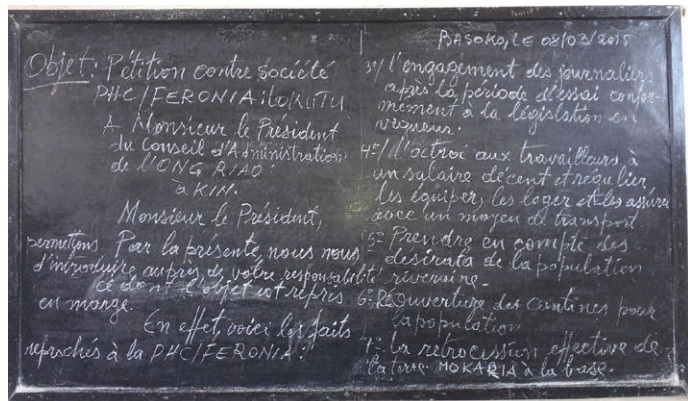 BASOKO, LE 08/03/2015
Objet: Pétition contre société
PHC/FERONIA: LOKUTU
A Monsieur le Président
du Conseil d'Administration
de l'ONG RIAO:
à KIN.
Monsieur le Président,
permettons Par la présente, nous nous
d'introduire auprès de votre responsabilité
ce dont l'objet est repris
en marge.
En effet, voici les faits
reprochés à la PHC/FERONIA:
3°/ l'engagement des journaliers
après la période d'essai confor-
mément à la législation en
vigueur.
4°/ l'octroi aux travailleurs à
un salaire décent et régulier,
les équiper, les loger et les assurer
avec un moyen de transport.
5° Prendre en compte des
désirata de la population
riveraine.
6° Réouverture des cantines pour
la population
7° La rétrocession effective de
la terre MOKARIA à la base.